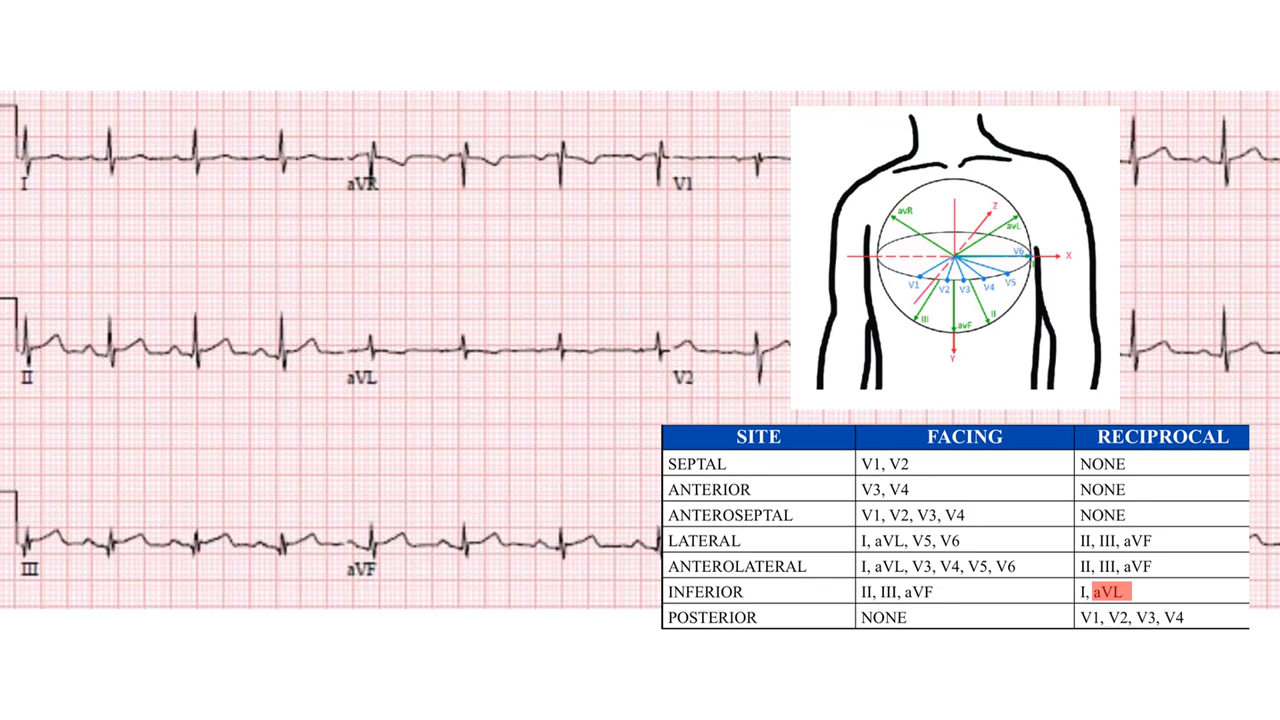 I
aVR
V1
II
aVL
V2
III
aVF
avR
Z
avL
V6
X
V1
V2
V3
V4
V5
III
avF
II
Y
SITE FACING RECIPROCAL
SEPTAL V1, V2 NONE
ANTERIOR V3, V4 NONE
ANTEROSEPTAL V1, V2, V3, V4 NONE
LATERAL I, aVL, V5, V6 II, III, aVF
ANTEROLATERAL I, aVL, V3, V4, V5, V6 II, III, aVF
INFERIOR II, III, aVF I, aVL
POSTERIOR NONE V1, V2, V3, V4